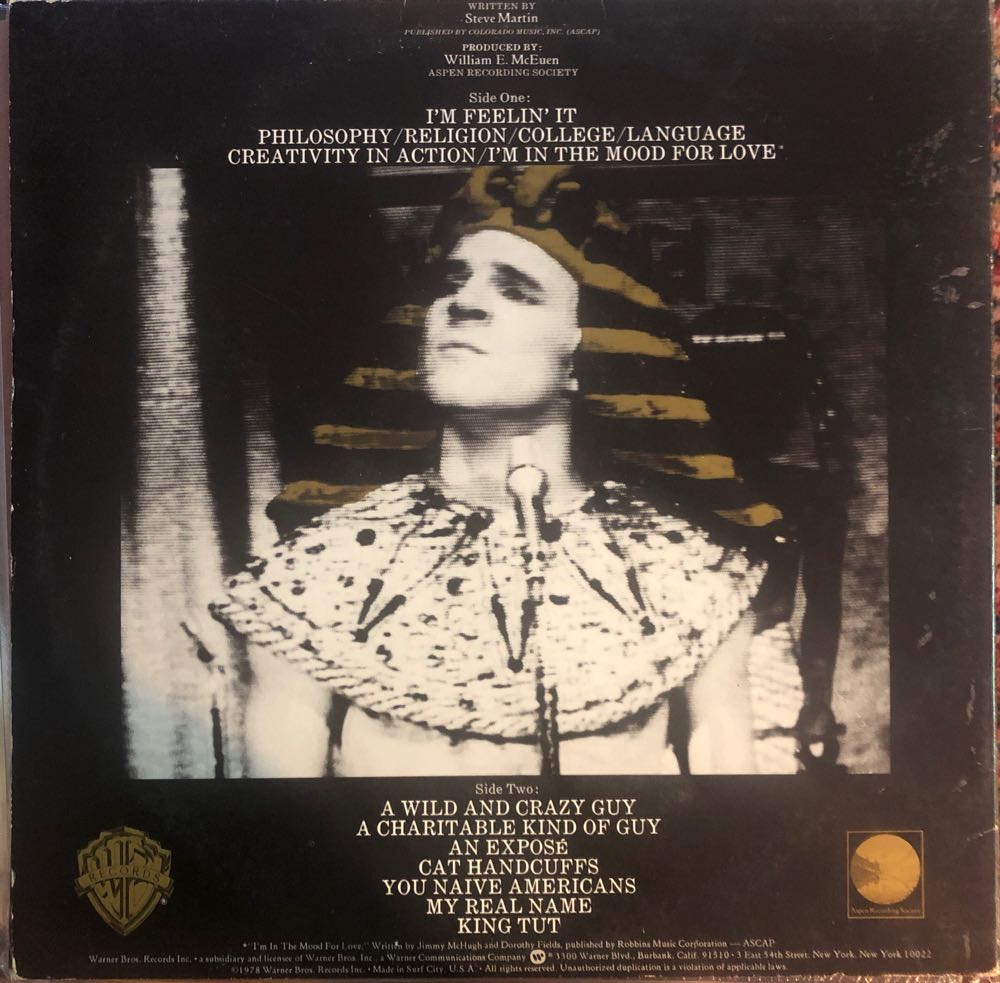 WRITTEN BY
Steve Martin
PUBLISHED BY COLORADO MUSIC, INC. (ASCAP)
PRODUCED BY:
William E. McEuen
ASPEN RECORDING SOCIETY
Side One:
I'M FEELIN' IT
PHILOSOPHY/RELIGION/COLLEGE/LANGUAGE
CREATIVITY IN ACTION/I'M IN THE MOOD FOR LOVE*
Side Two:
A WILD AND CRAZY GUY
A CHARITABLE KIND OF GUY
AN EXPOSÉ
CAT HANDCUFFS
YOU NAIVE AMERICANS
MY REAL NAME
KING TUT
RECORDS
®
Aspen Recording Society
*"I'm In The Mood For Love," Written by Jimmy McHugh and Dorothy Fields, published by Robbins Music Corporation — ASCAP
Warner Bros. Records Inc. • a subsidiary and licensee of Warner Bros. Inc., a Warner Communications Company • 3300 Warner Blvd., Burbank, Calif. 91510 • 3 East 54th Street, New York, New York 10022
©1978 Warner Bros. Records Inc. • Made in Surf City, U.S.A. • All rights reserved. Unauthorized duplication is a violation of applicable laws.